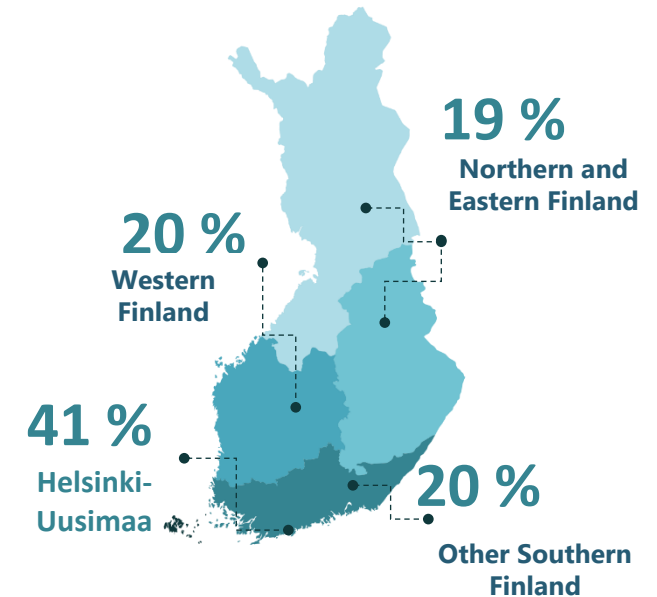 19 %
Northern and
Eastern Finland
20 %
Western
Finland
41 %
Helsinki-
Uusimaa
20 %
Other Southern
Finland